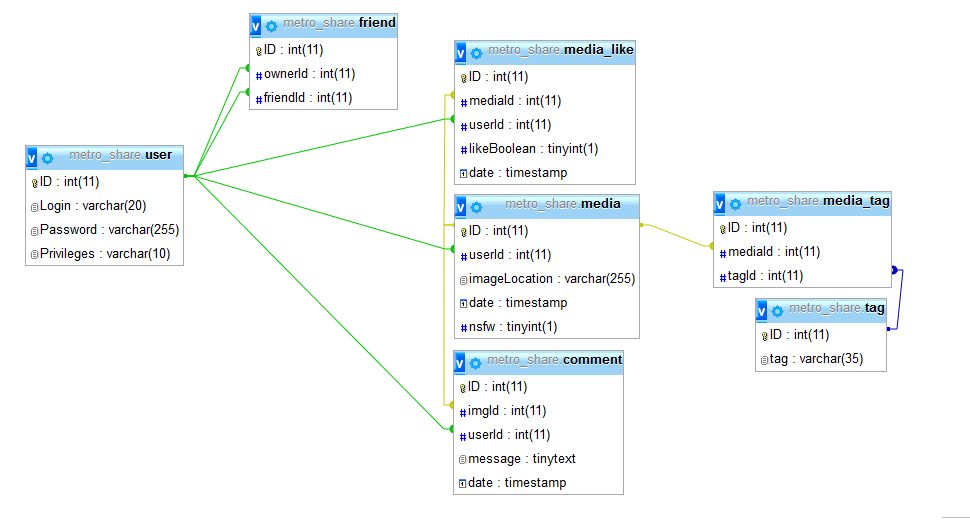 metro_share.friend
ID : int(11)
ownerId : int(11)
friendId : int(11)
metro_share.user
ID : int(11)
Login : varchar(20)
Password : varchar(255)
Privileges : varchar(10)
metro_share.media_like
ID : int(11)
mediaId : int(11)
userId : int(11)
likeBoolean : tinyint(1)
date : timestamp
metro_share.media
ID : int(11)
userId : int(11)
imageLocation : varchar(255)
date : timestamp
nsfw : tinyint(1)
metro_share.comment
ID : int(11)
imgId : int(11)
userId : int(11)
message : tinytext
date : timestamp
metro_share.media_tag
ID : int(11)
mediaId : int(11)
tagId : int(11)
metro_share.tag
ID : int(11)
tag : varchar(35)